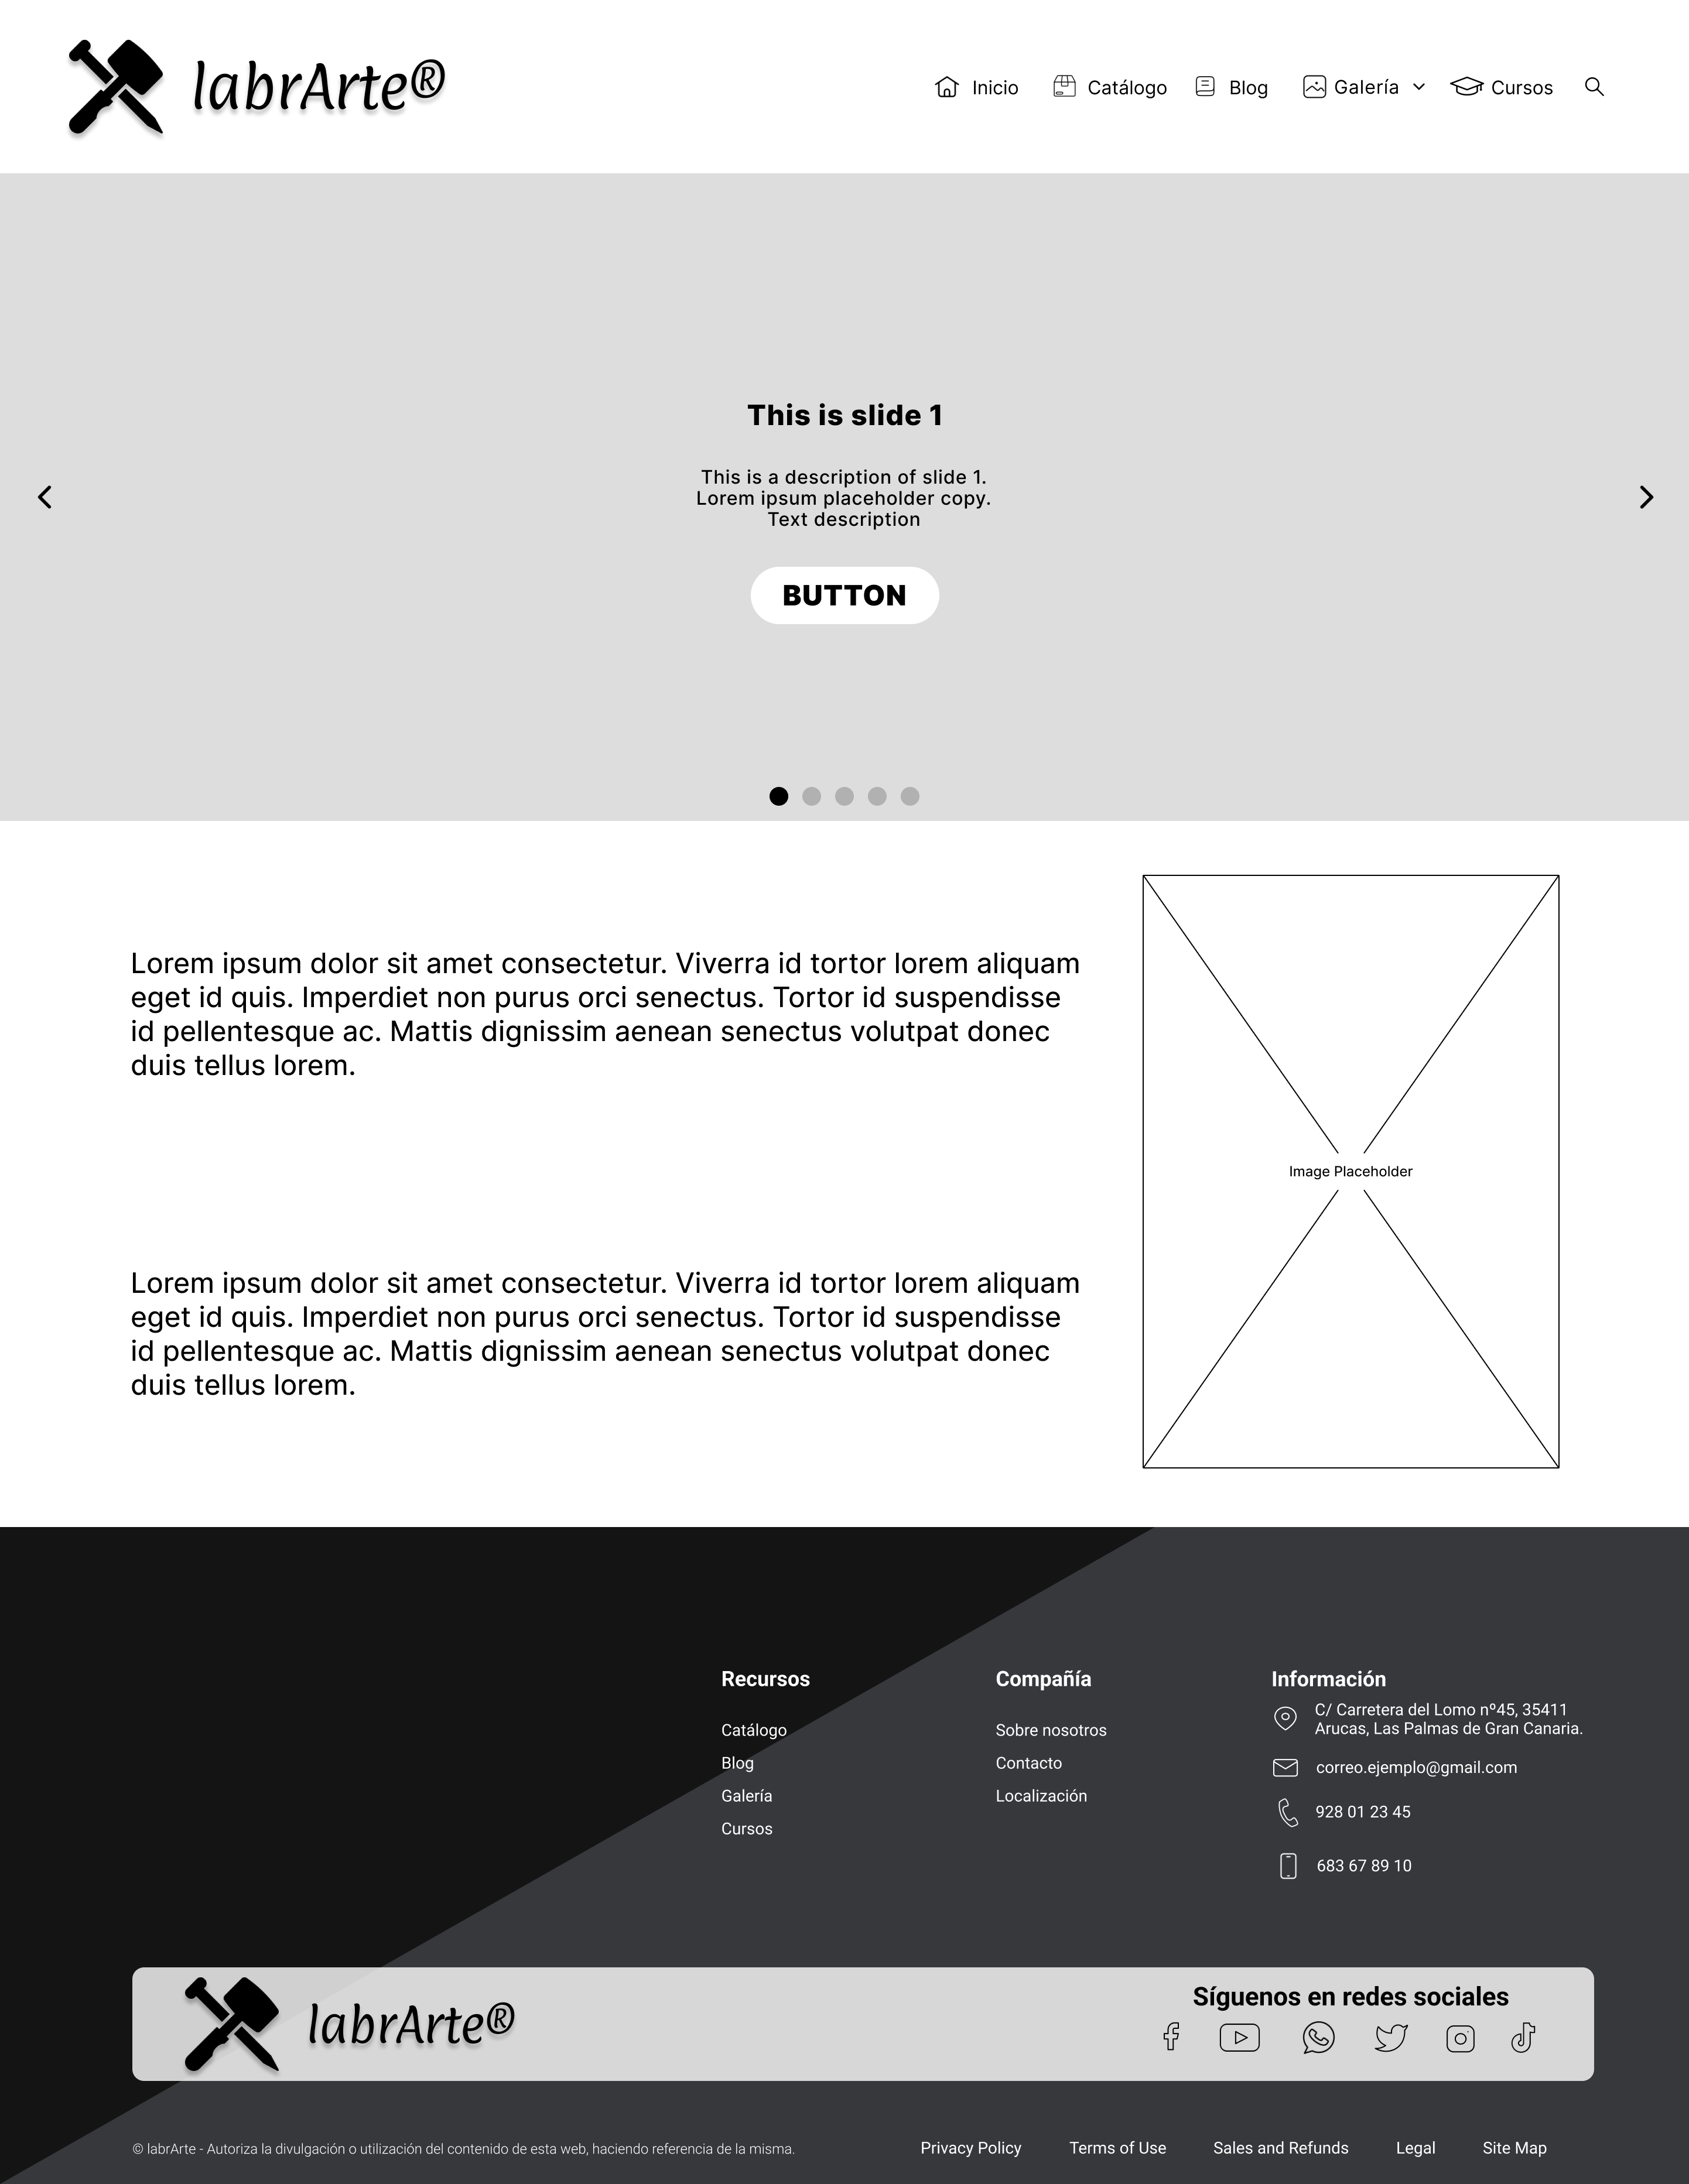 labrArte®
Inicio
Catálogo
Blog
Galería
Cursos
This is slide 1
This is a description of slide 1.
Lorem ipsum placeholder copy.
Text description
BUTTON
Lorem ipsum dolor sit amet consectetur. Viverra id tortor lorem aliquam
eget id quis. Imperdiet non purus orci senectus. Tortor id suspendisse
id pellentesque ac. Mattis dignissim aenean senectus volutpat donec
duis tellus lorem.
Image Placeholder
Lorem ipsum dolor sit amet consectetur. Viverra id tortor lorem aliquam
eget id quis. Imperdiet non purus orci senectus. Tortor id suspendisse
id pellentesque ac. Mattis dignissim aenean senectus volutpat donec
duis tellus lorem.
Recursos
Catálogo
Blog
Galería
Cursos
Compañía
Sobre nosotros
Contacto
Localización
Información
C/ Carretera del Lomo nº45, 35411
Arucas, Las Palmas de Gran Canaria.
correo.ejemplo@gmail.com
928 01 23 45
683 67 89 10
labrArte®
Síguenos en redes sociales
© labrArte - Autoriza la divulgación o utilización del contenido de esta web, haciendo referencia de la misma.
Privacy Policy
Terms of Use
Sales and Refunds
Legal
Site Map